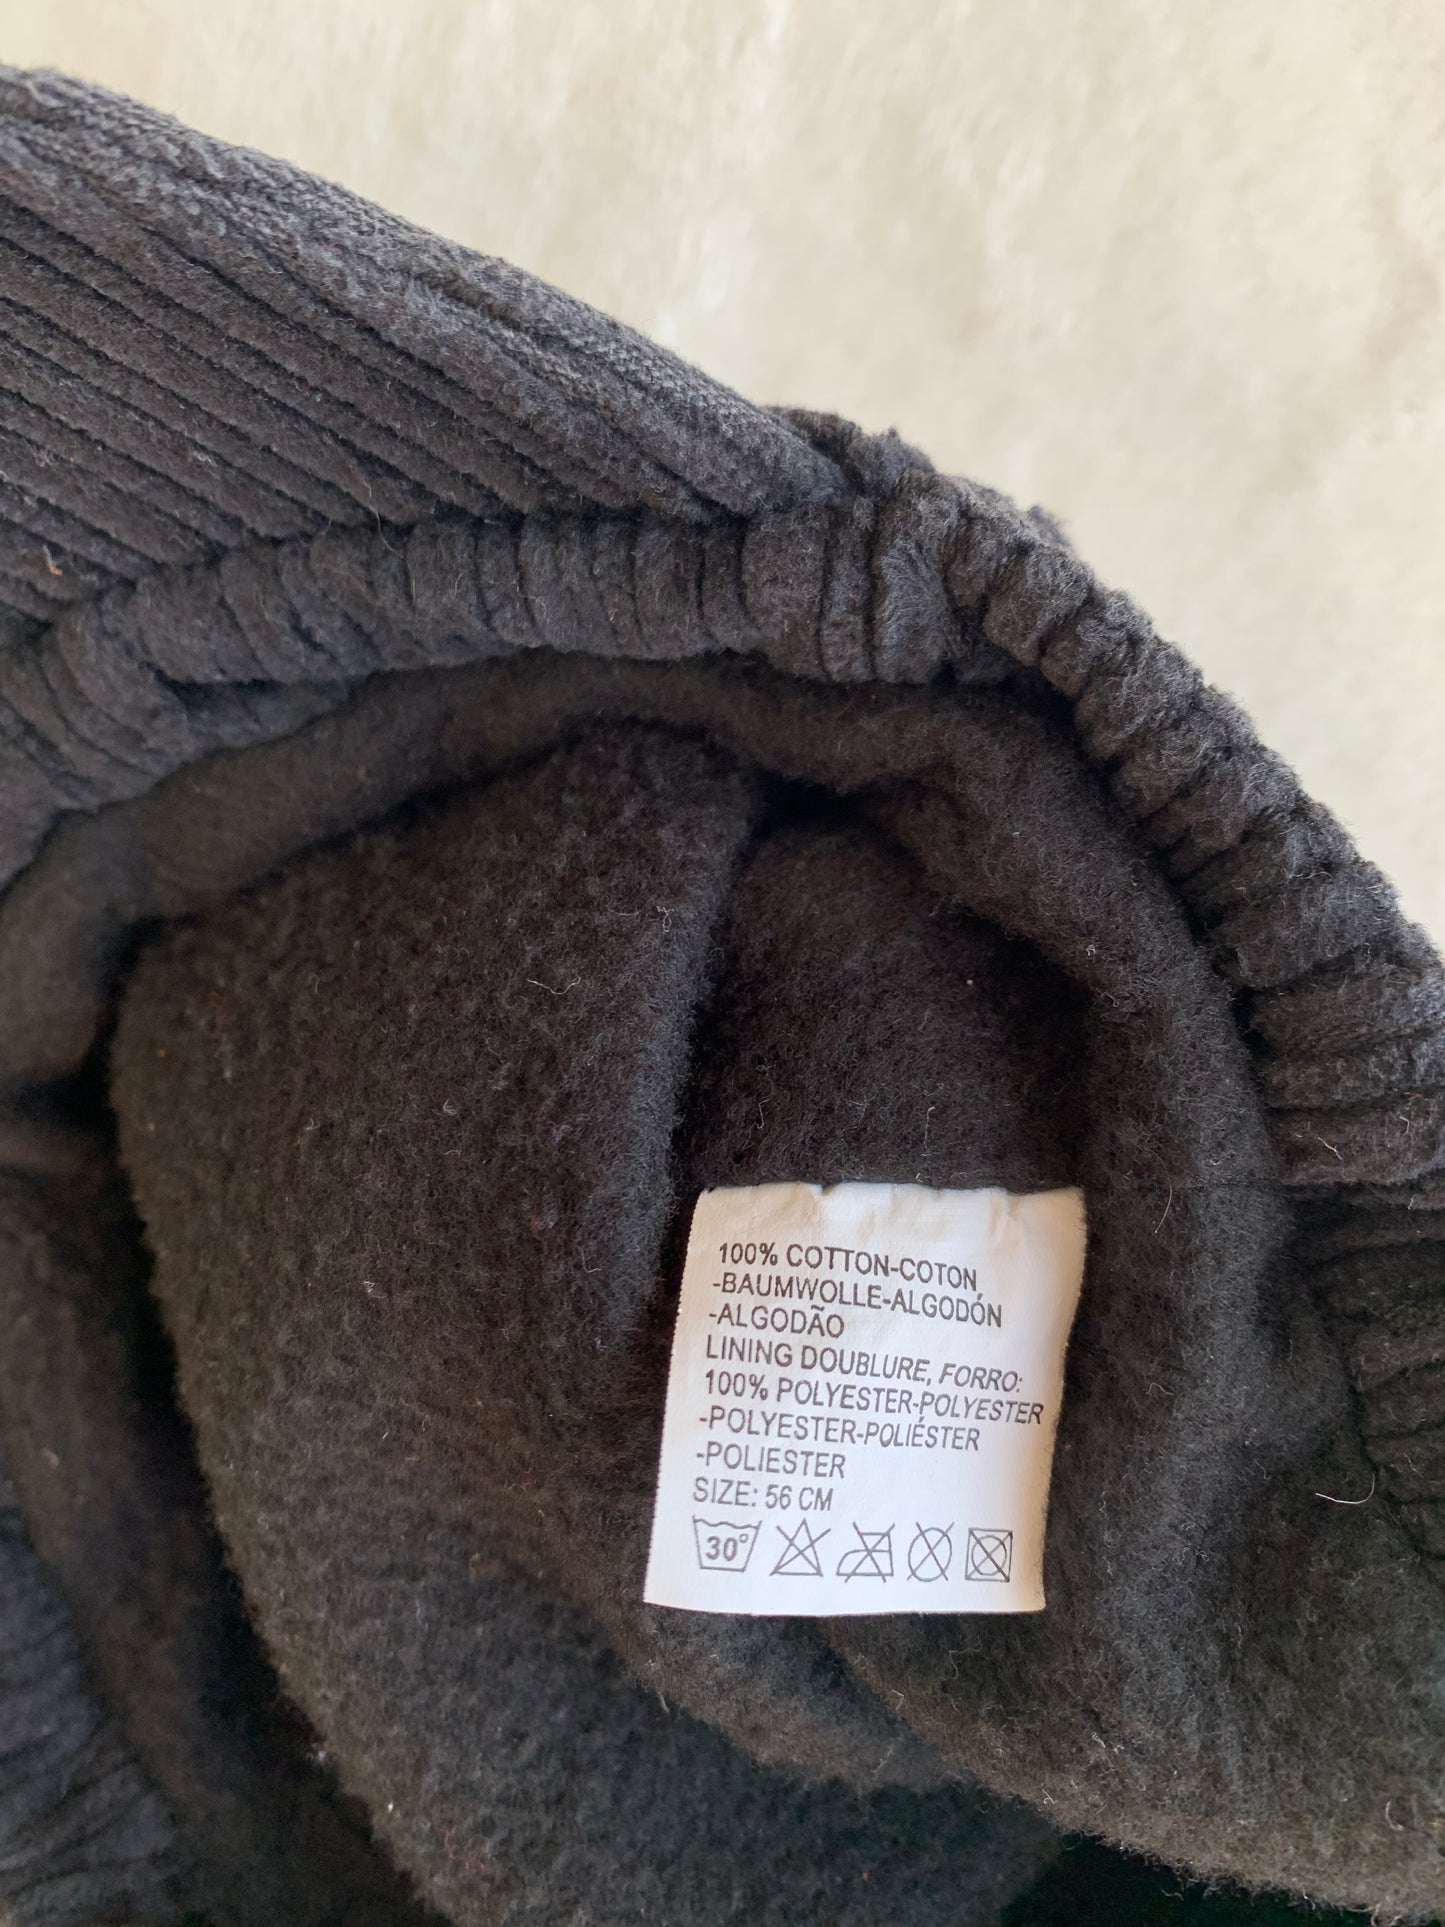 100% COTTON-COTON
-BAUMWOLLE-ALGODÓN
-ALGODÃO
LINING DOUBLURE, FORRO:
100% POLYESTER-POLYESTER
-POLYESTER-POLIÉSTER
-POLIESTER
SIZE: 56 CM
30°